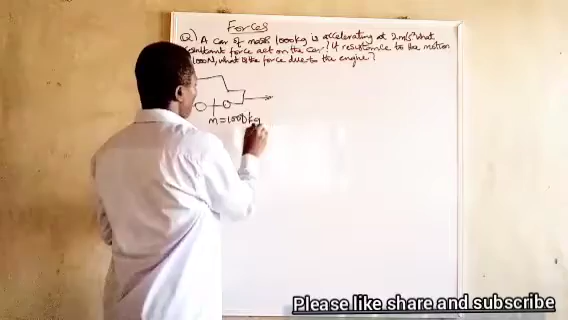 Forces
Q) A car of mass 1000kg is accelerating at 2m/s² what
force act on the car? If resistance to the motion
1000N, what is the force due to the engine?
m=1000kg
Please like share and subscribe